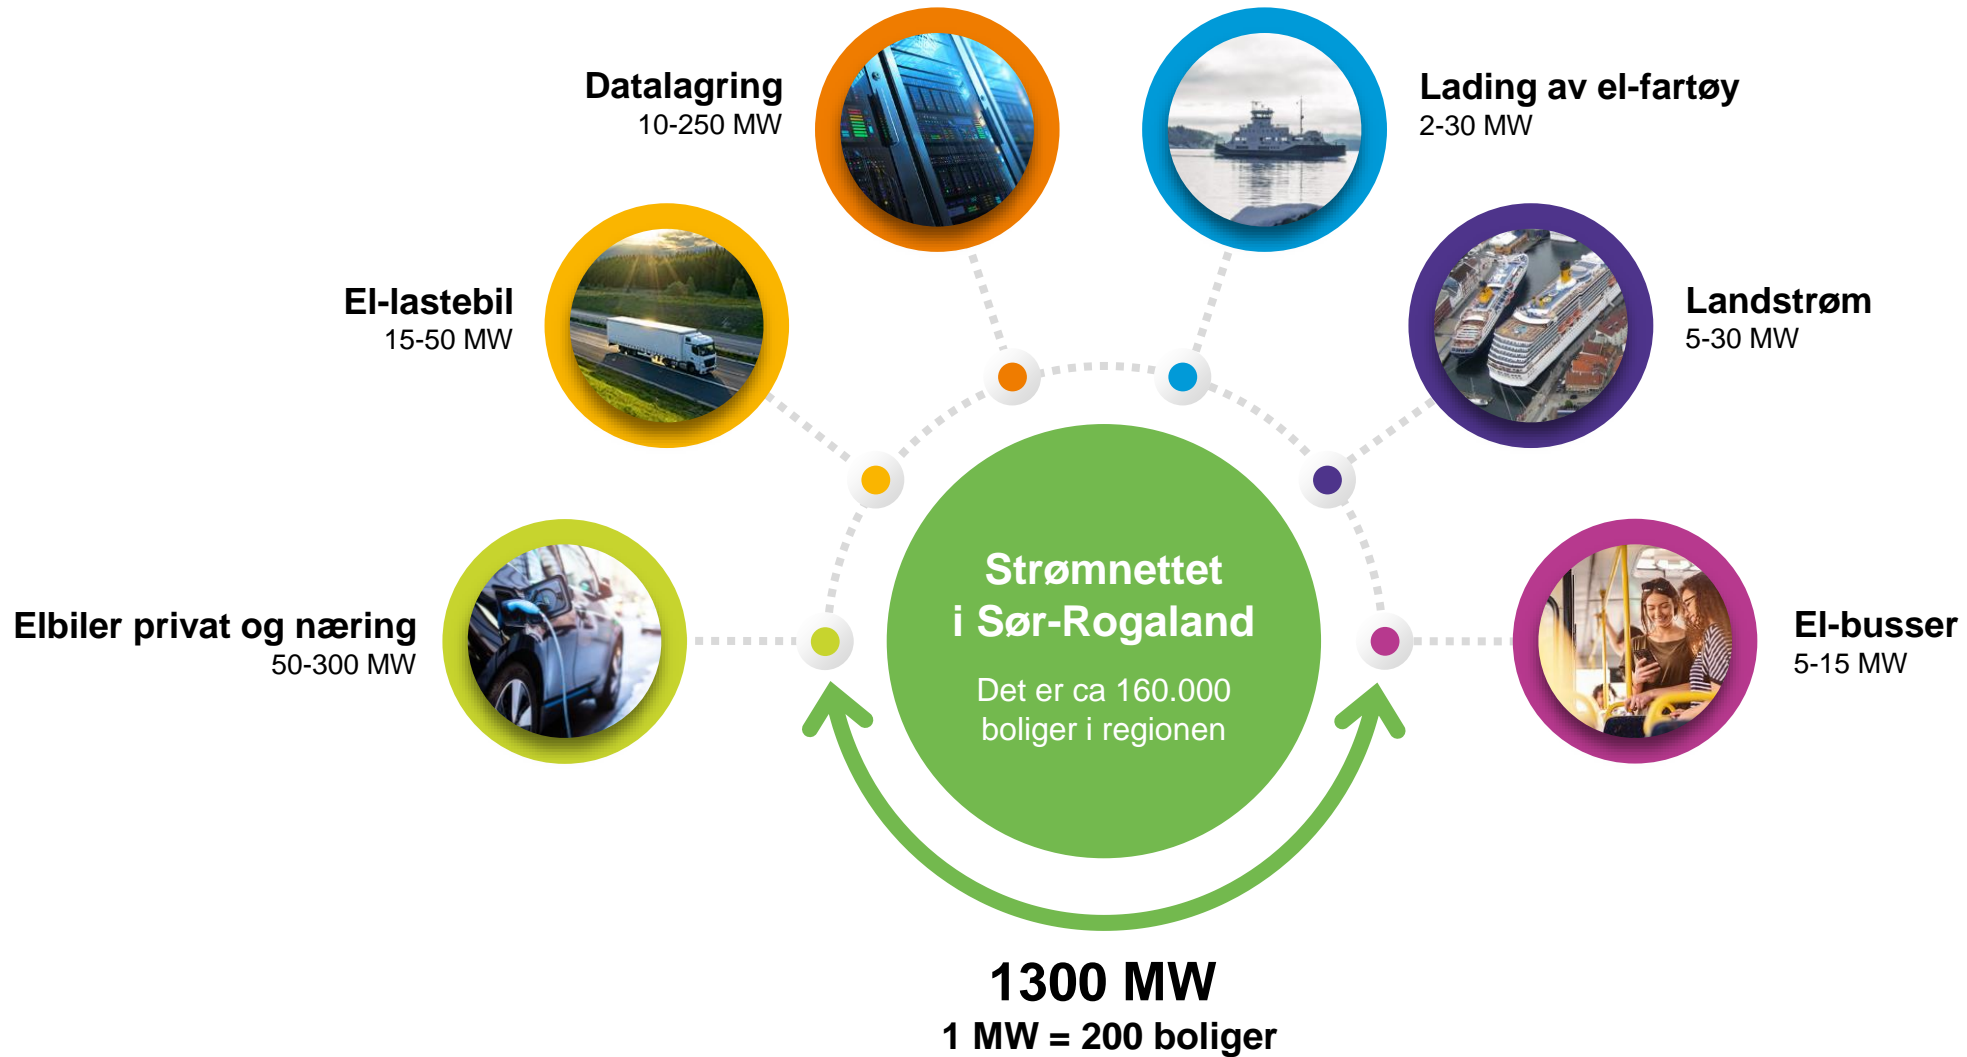 Datalagring
10-250 MW
Lading av el-fartøy
2-30 MW
El-lastebil
15-50 MW
Landstrøm
5-30 MW
Elbiler privat og næring
50-300 MW
Strømnettet
i Sør-Rogaland
Det er ca 160.000
boliger i regionen
El-busser
5-15 MW
1300 MW
1 MW = 200 boliger